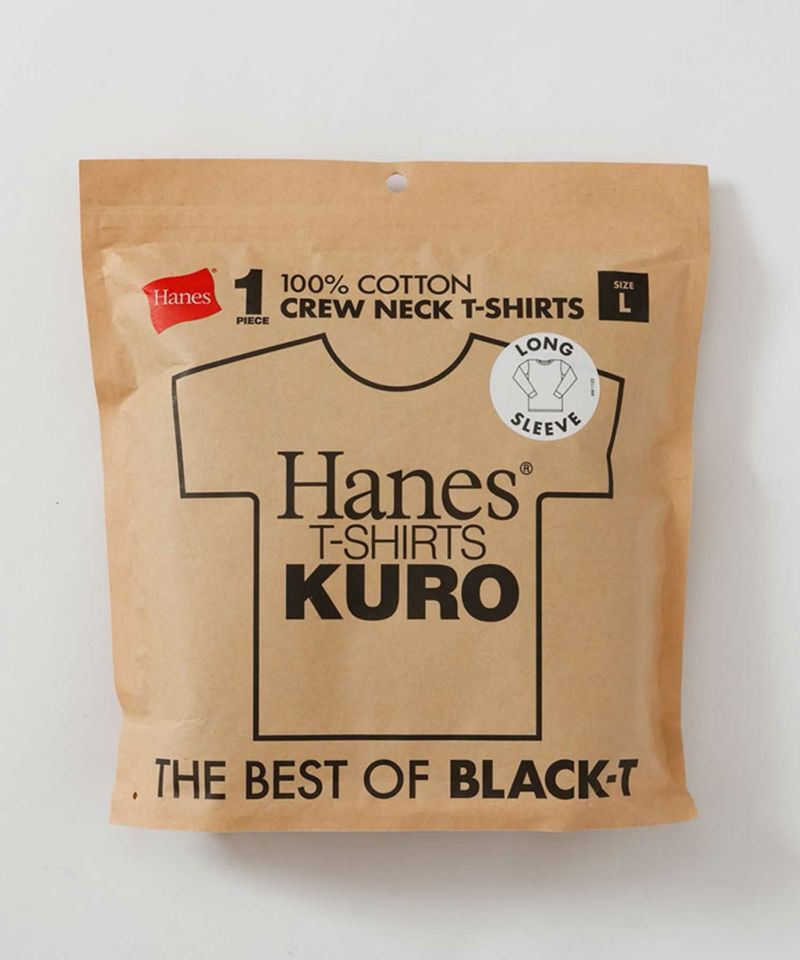 Hanes®
1
PIECE
100% COTTON
CREW NECK T-SHIRTS
SIZE
L
LONG
SLEEVE
Hanes®
T-SHIRTS
KURO
THE BEST OF BLACK-T